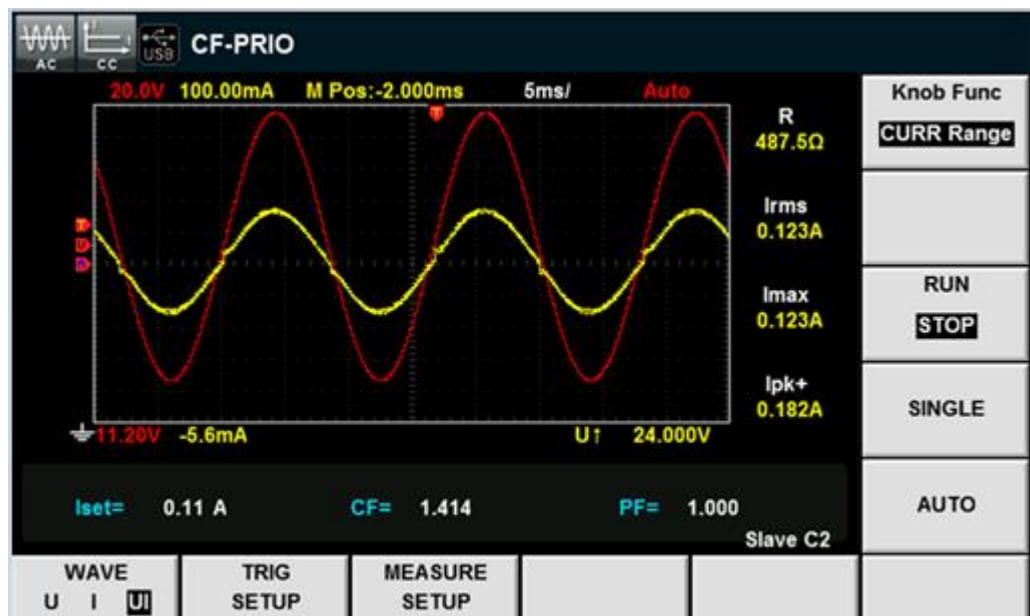 AC
CC
USB
CF-PRIO
20.0V 100.00mA M Pos:-2.000ms 5ms/ Auto
T
T
U
R
487.5Ω
Irms
0.123A
Imax
0.123A
Ipk+
0.182A
11.20V -5.6mA U↑ 24.000V
Iset= 0.11 A CF= 1.414 PF= 1.000
Slave C2
Knob Func
CURR Range
RUN
STOP
SINGLE
AUTO
WAVE
U I UI
TRIG
SETUP
MEASURE
SETUP